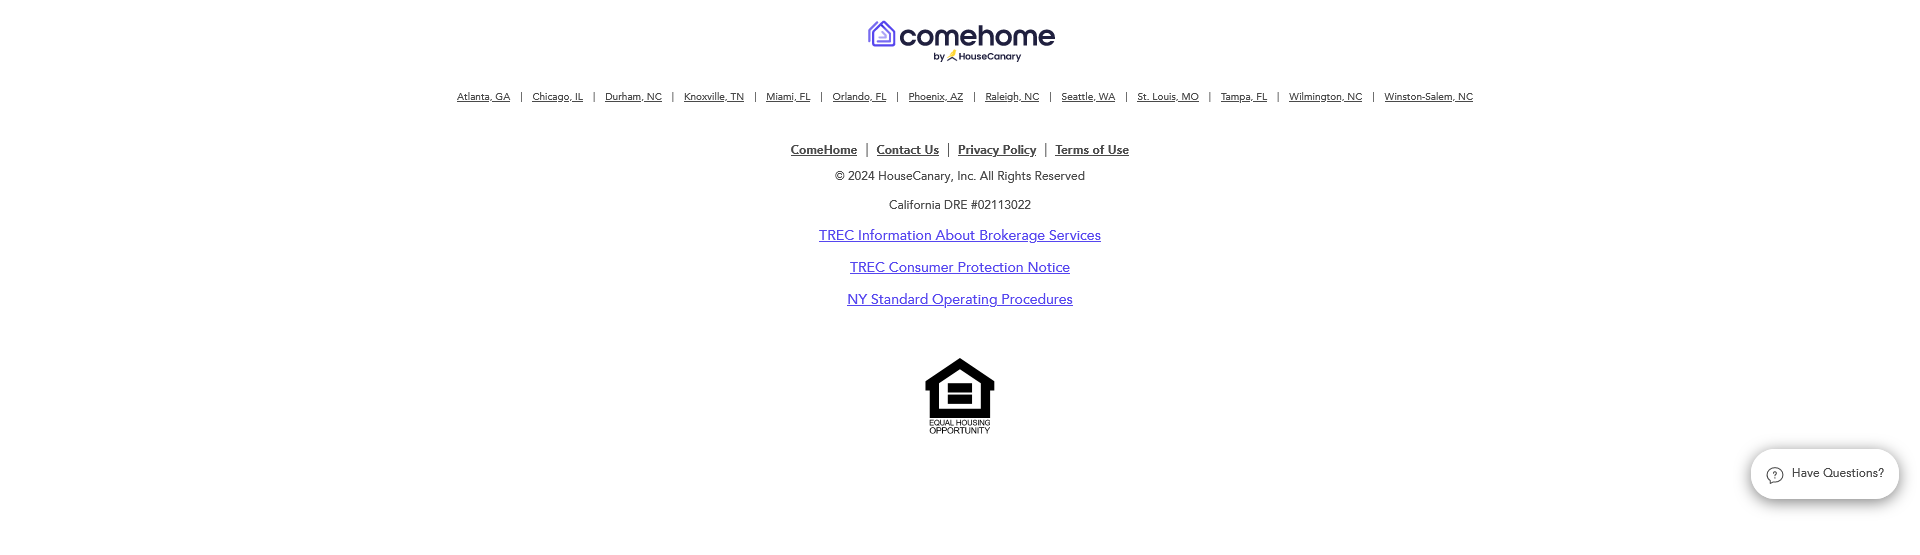 comehome
by HouseCanary
Atlanta, GA | Chicago, IL | Durham, NC | Knoxville, TN | Miami, FL | Orlando, FL | Phoenix, AZ | Raleigh, NC | Seattle, WA | St. Louis, MO | Tampa, FL | Wilmington, NC | Winston-Salem, NC
ComeHome | Contact Us | Privacy Policy | Terms of Use
© 2024 HouseCanary, Inc. All Rights Reserved
California DRE #02113022
TREC Information About Brokerage Services
TREC Consumer Protection Notice
NY Standard Operating Procedures
EQUAL HOUSING
OPPORTUNITY
Have Questions?